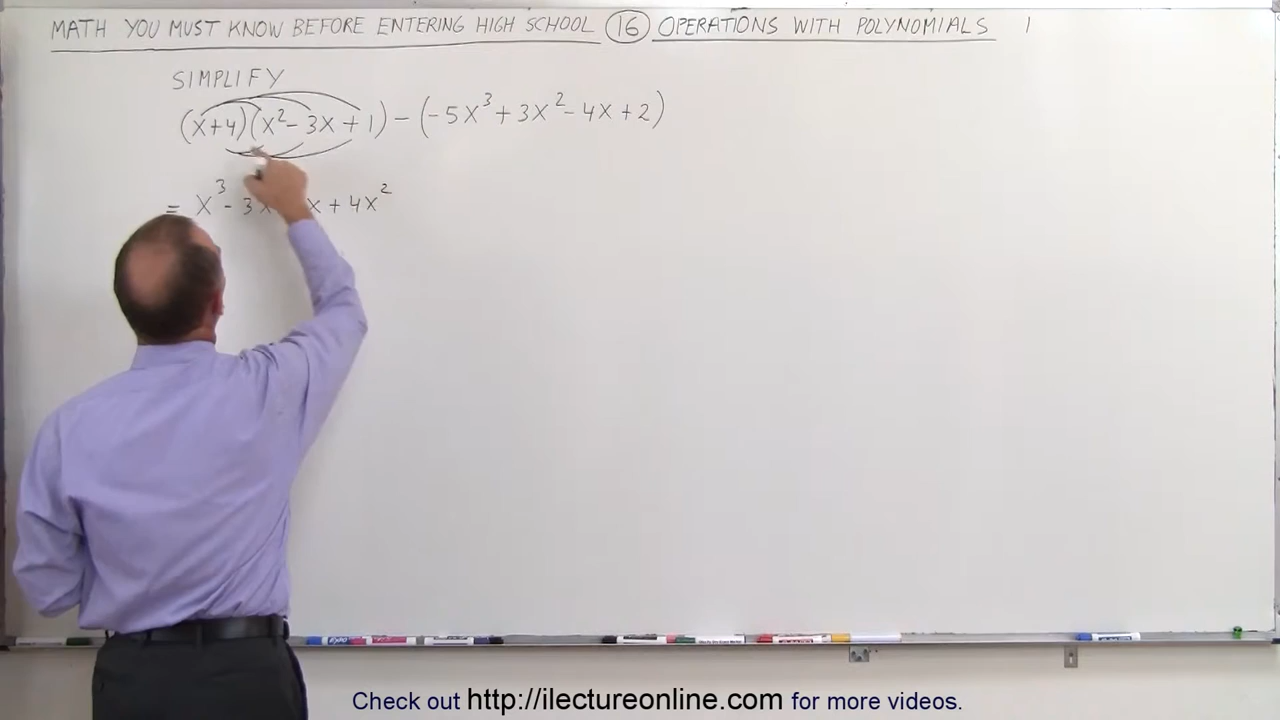 MATH YOU MUST KNOW BEFORE ENTERING HIGH SCHOOL 16 OPERATIONS WITH POLYNOMIALS 1
SIMPLIFY
(x+4)(x²-3x+1)-(-5x³+3x²-4x+2)
= x³-3x x+4x²
EXPO
Check out http://ilectureonline.com for more videos.